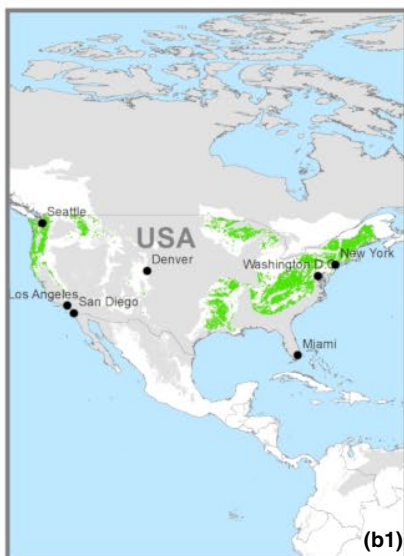 Seattle
USA
Denver
New York
Washington D.C.
Los Angeles
San Diego
Miami
(b1)